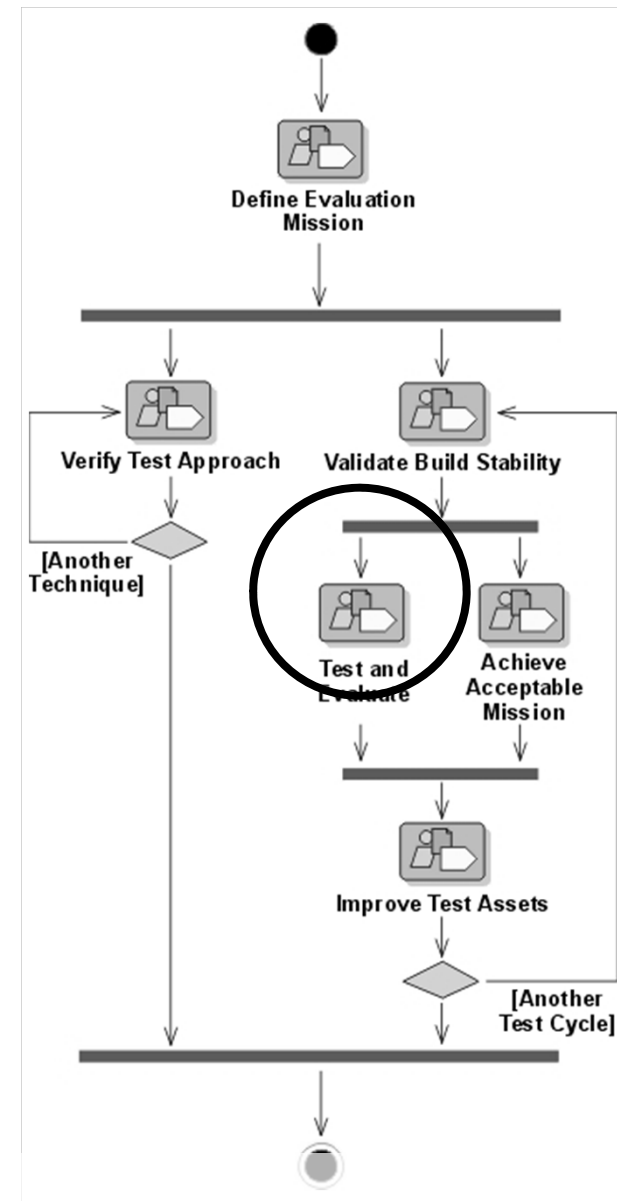 Define Evaluation
Mission
Verify Test Approach
Validate Build Stability
[Another
Technique]
Test and
Evaluate
Achieve
Acceptable
Mission
Improve Test Assets
[Another
Test Cycle]